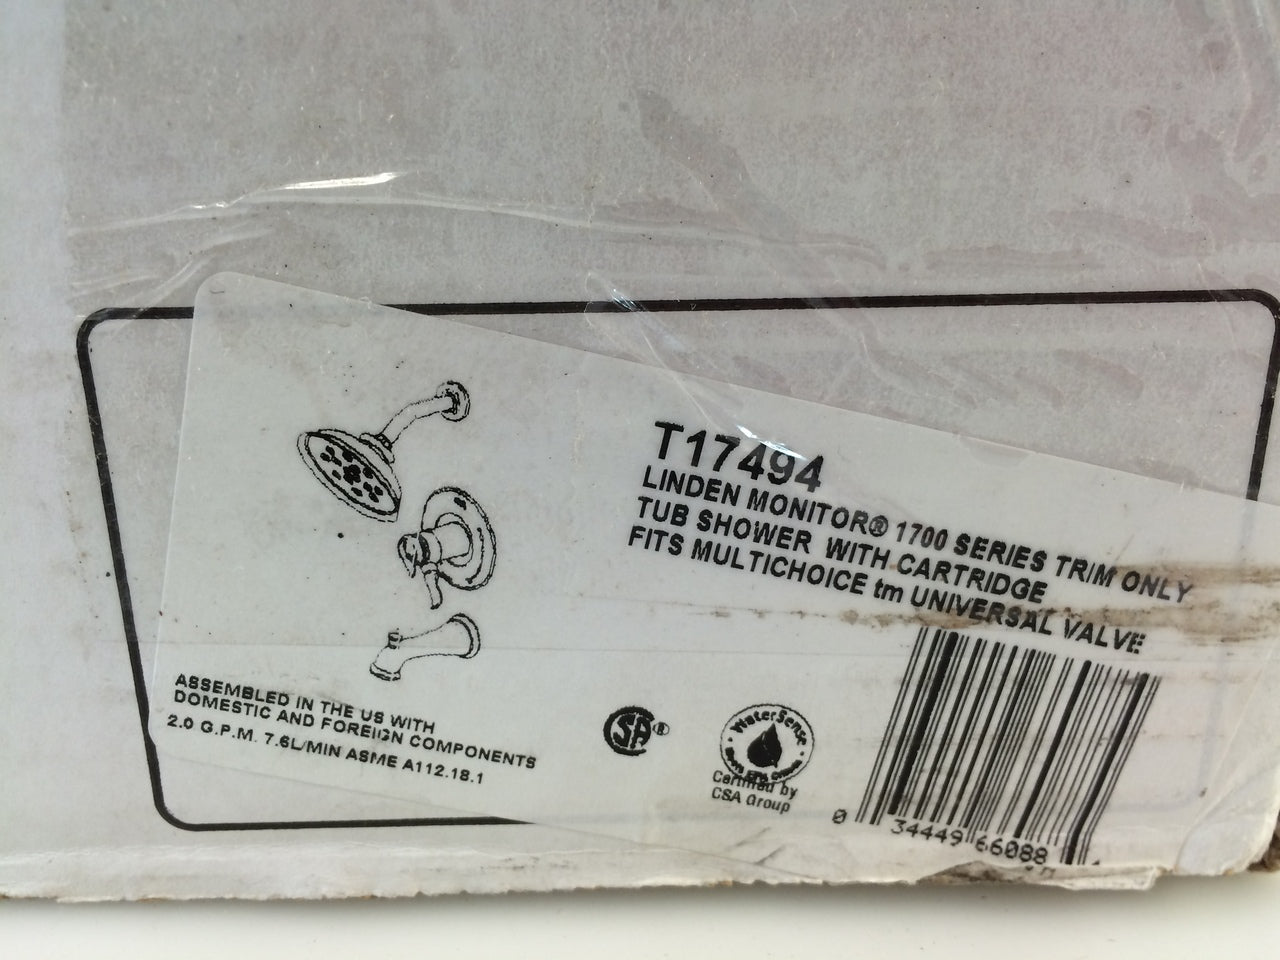 T17494
LINDEN MONITOR® 1700 SERIES TRIM ONLY
TUB SHOWER WITH CARTRIDGE
FITS MULTICHOICE tm UNIVERSAL VALVE
ASSEMBLED IN THE US WITH
DOMESTIC AND FOREIGN COMPONENTS
2.0 G.P.M. 7.6L/MIN ASME A112.18.1
SA®
WaterSense
Certified by
CSA Group
0 34449 66088